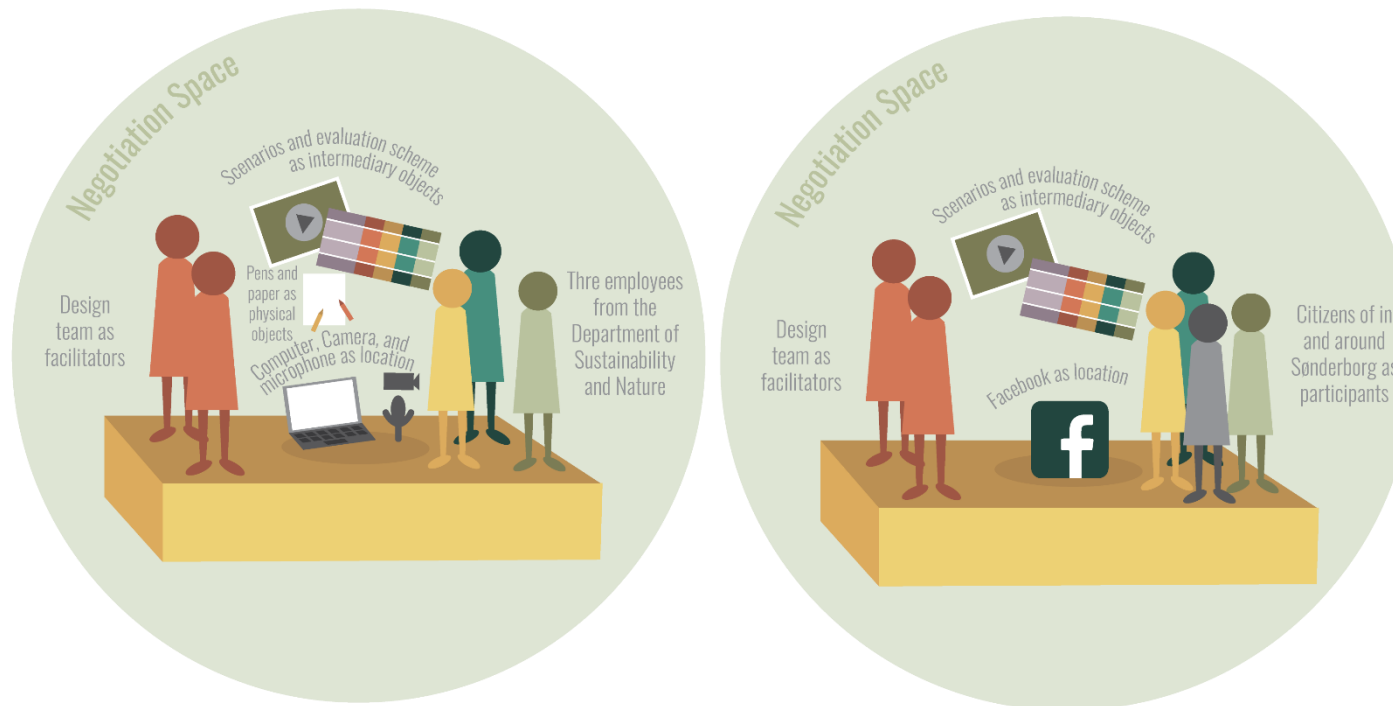 Negotiation Space
Scenarios and evaluation scheme
as intermediary objects
Pens and
paper as
physical
objects
Computer, Camera, and
microphone as location
Design
team as
facilitators
Thre employees
from the
Department of
Sustainability
and Nature
Negotiation Space
Scenarios and evaluation scheme
as intermediary objects
Design
team as
facilitators
Facebook as location
f
Citizens of in
and around
Sønderborg as
participants